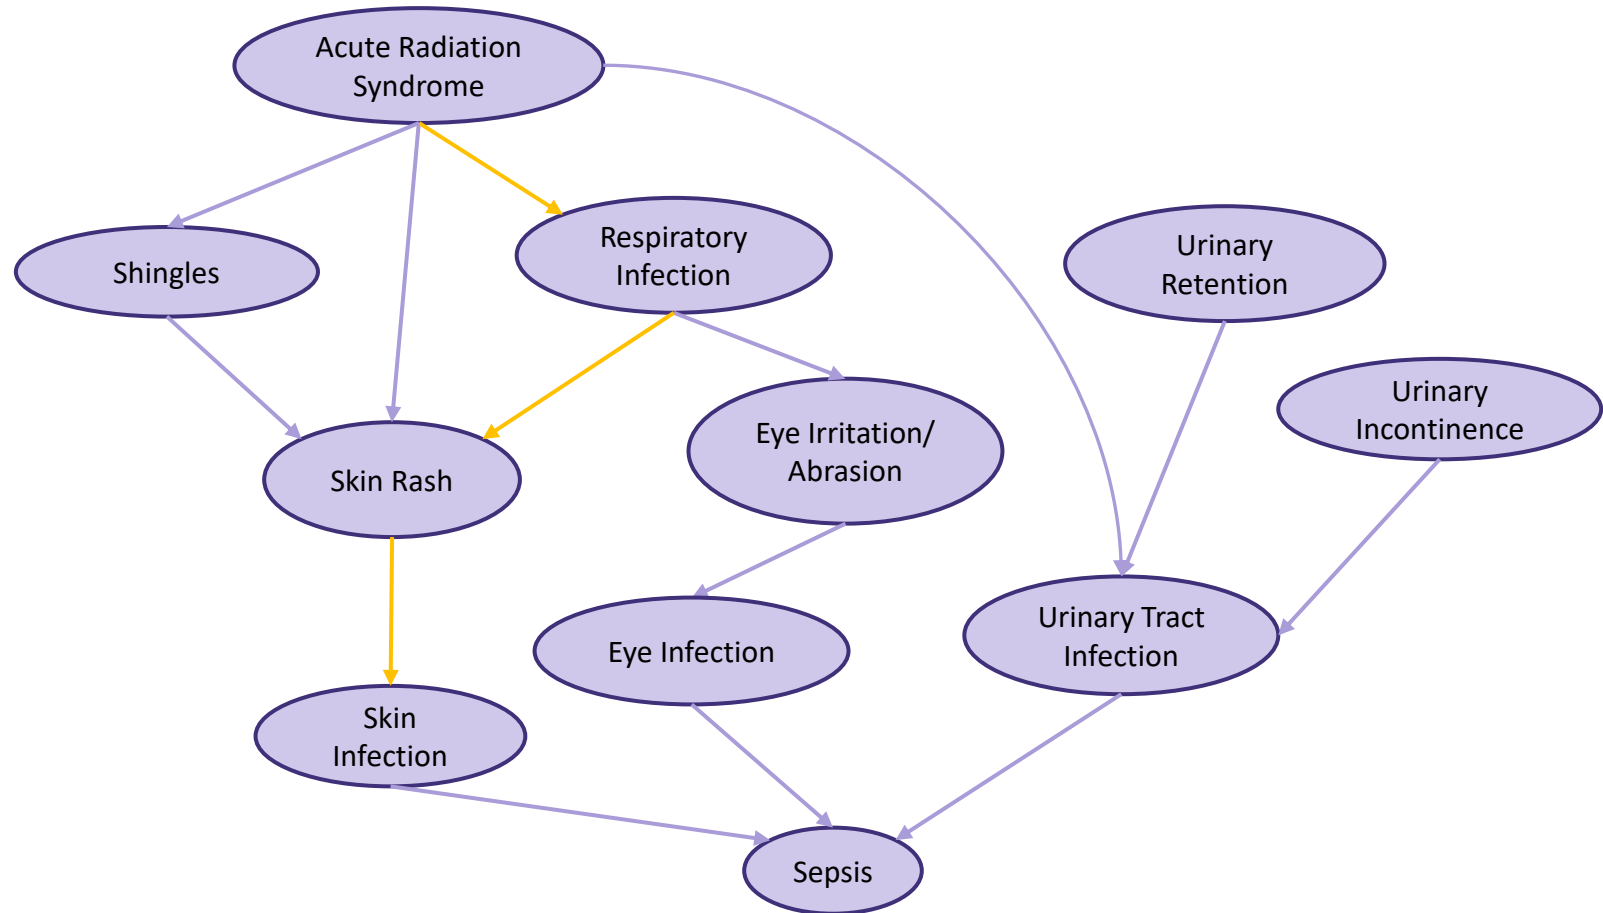 Acute Radiation
Syndrome
Respiratory
Infection
Shingles
Urinary
Retention
Urinary
Incontinence
Eye Irritation/
Abrasion
Skin Rash
Urinary Tract
Infection
Eye Infection
Skin
Infection
Sepsis